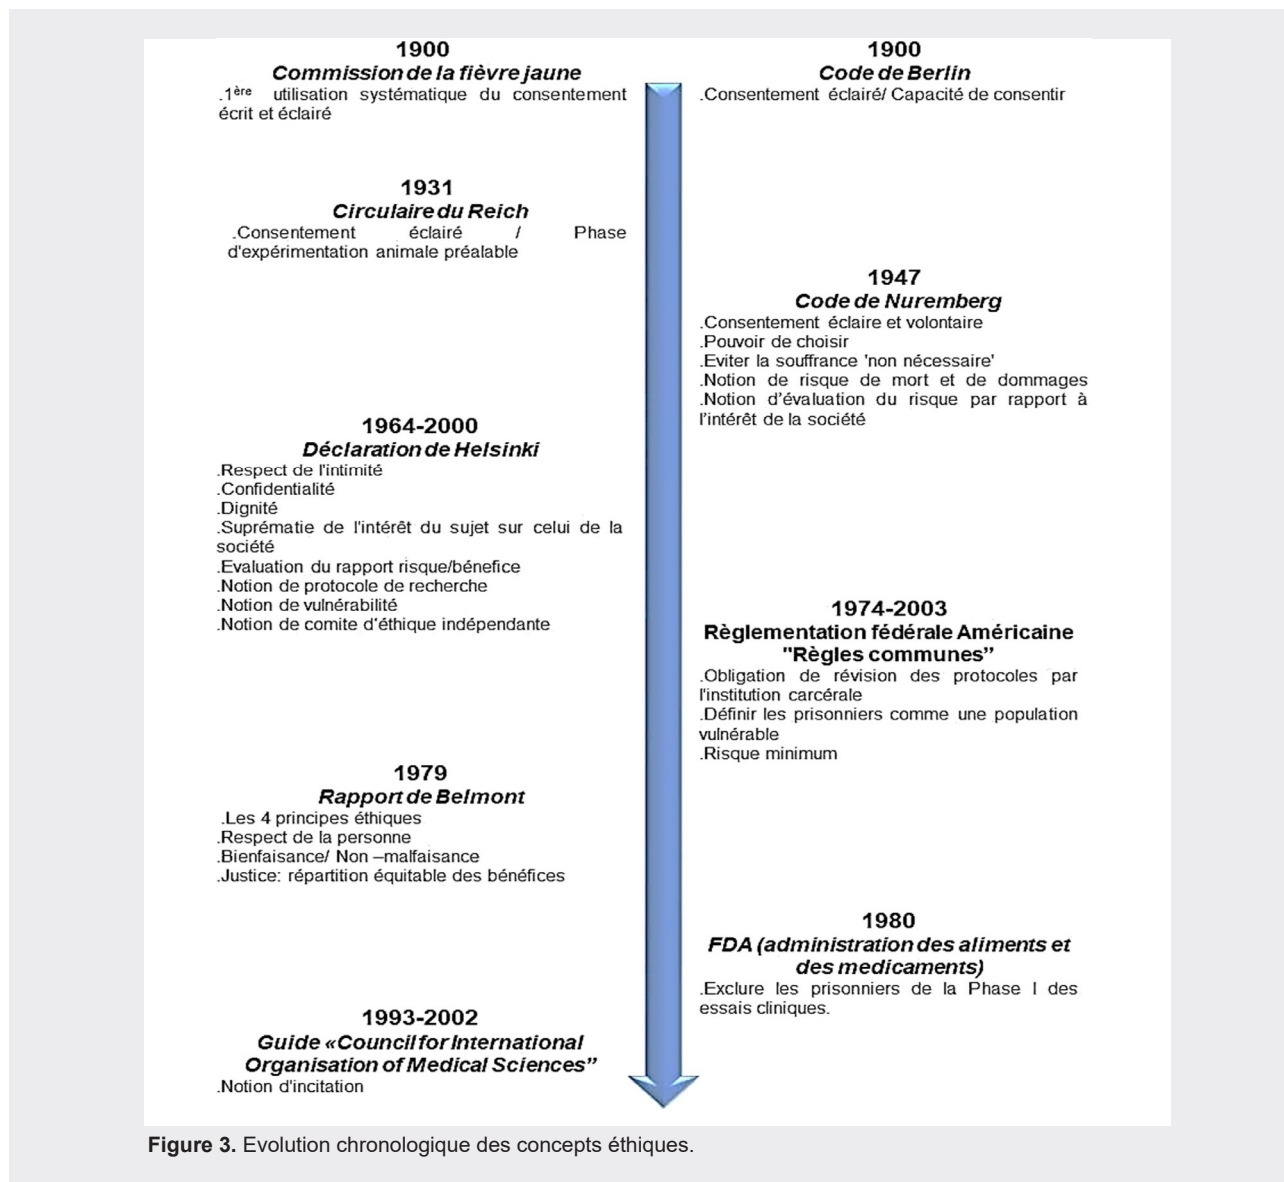 1900
Commission de la fièvre jaune
.1ère utilisation systématique du consentement
écrit et éclairé
1900
Code de Berlin
.Consentement éclairé/ Capacité de consentir
1931
Circulaire du Reich
.Consentement éclairé / Phase
d'expérimentation animale préalable
1947
Code de Nuremberg
.Consentement éclaire et volontaire
.Pouvoir de choisir
.Eviter la souffrance 'non nécessaire'
.Notion de risque de mort et de dommages
.Notion d'évaluation du risque par rapport à
l'intérêt de la société
1964-2000
Déclaration de Helsinki
.Respect de l'intimité
.Confidentialité
.Dignité
.Suprématie de l'intérêt du sujet sur celui de la
société
.Evaluation du rapport risque/bénefice
.Notion de protocole de recherche
.Notion de vulnérabilité
.Notion de comite d'éthique indépendante
1974-2003
Règlementation fédérale Américaine
"Règles communes”
.Obligation de révision des protocoles par
l'institution carcérale
.Définir les prisonniers comme une population
vulnérable
.Risque minimum
1979
Rapport de Belmont
.Les 4 principes éthiques
.Respect de la personne
.Bienfaisance/ Non –malfaisance
.Justice: répartition équitable des bénéfices
1980
FDA (administration des aliments et
des medicaments)
.Exclure les prisonniers de la Phase I des
essais cliniques.
1993-2002
Guide «Council for International
Organisation of Medical Sciences”
.Notion d'incitation
Figure 3. Evolution chronologique des concepts éthiques.